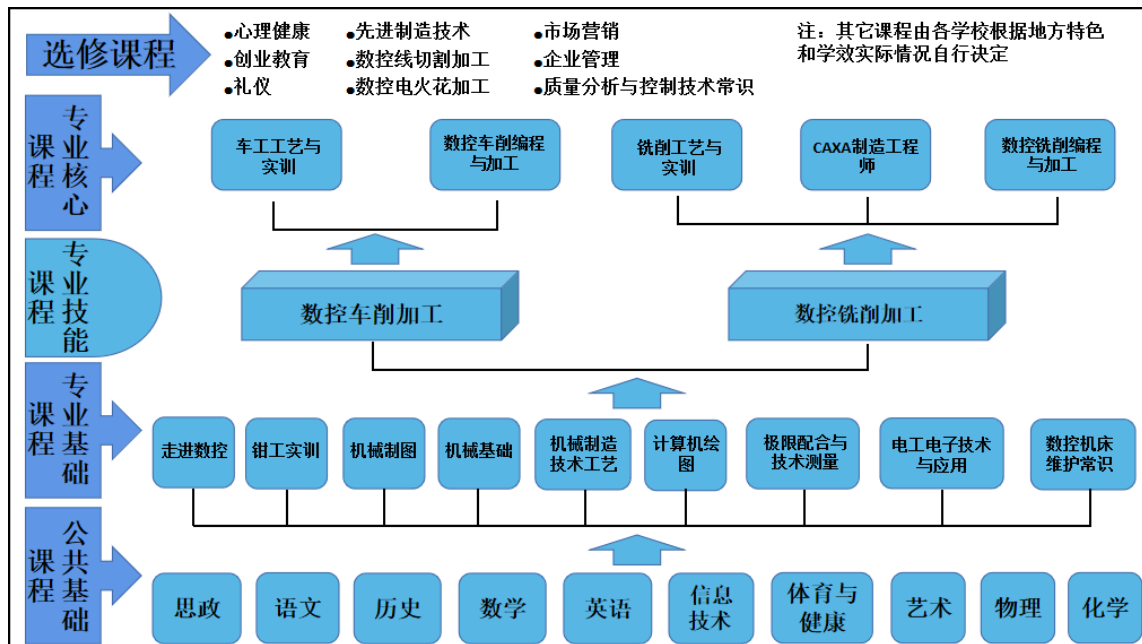 选修课程
●心理健康
●创业教育
●礼仪
●先进制造技术
●数控线切割加工
●数控电火花加工
●市场营销
●企业管理
●质量分析与控制技术常识
注：其它课程由各学校根据地方特色
和学效实际情况自行决定
专业核心
课程
车工工艺与
实训
数控车削编程
与加工
铣削工艺与
实训
CAXA制造工程
师
数控铣削编程
与加工
专业技能
课程
数控车削加工
数控铣削加工
专业基础
课程
走进数控
钳工实训
机械制图
机械基础
机械制造
技术工艺
计算机绘
图
极限配合与
技术测量
电工电子技术
与应用
数控机床
维护常识
公共基础
课程
思政
语文
历史
数学
英语
信息
技术
体育与
健康
艺术
物理
化学